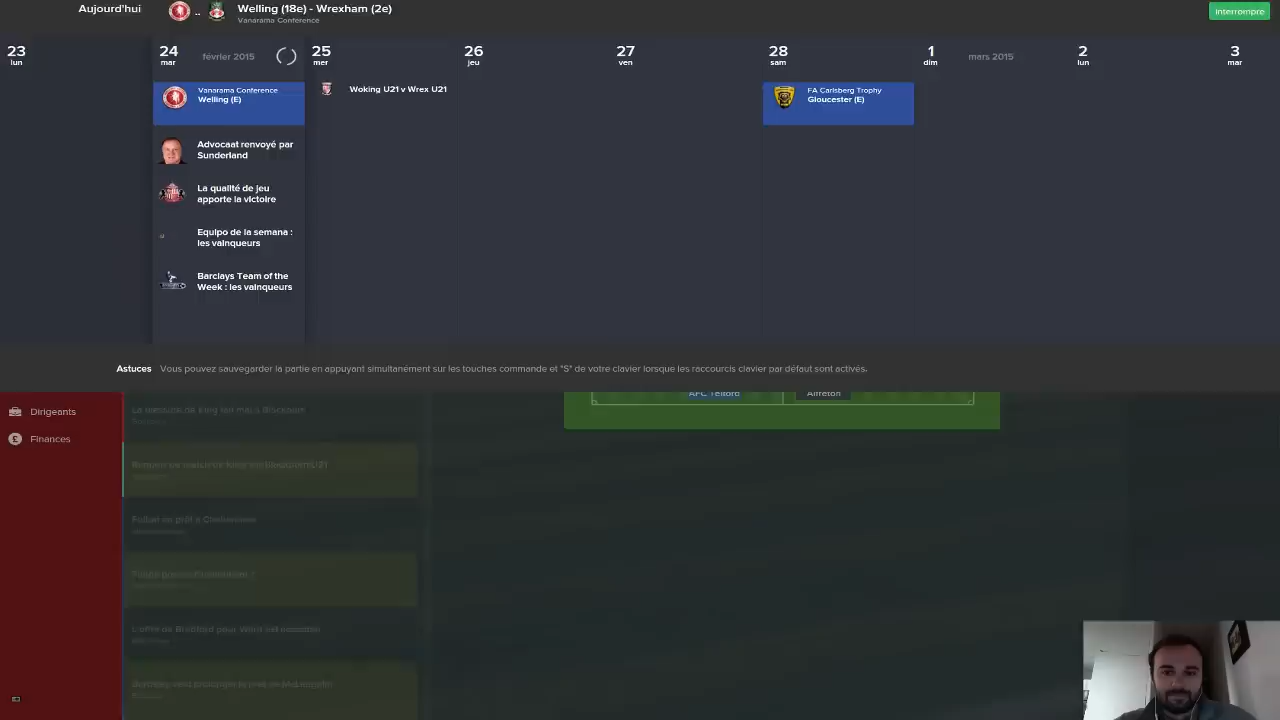 Aujourd'hui
Welling (18e) - Wrexham (2e)
Vanarama Conférence
Interrompre
23
lun
24
mar
février 2015
25
mer
26
jeu
27
ven
28
sam
1
dim
mars 2015
2
lun
3
mar
Vanarama Conference
Welling (E)
Woking U21 v Wrex U21
FA Carlsberg Trophy
Gloucester (E)
Advocaat renvoyé par
Sunderland
La qualité de jeu
apporte la victoire
Equipo de la semana :
les vainqueurs
Barclays Team of the
Week : les vainqueurs
Astuces Vous pouvez sauvegarder la partie en appuyant simultanément sur les touches commande et "S" de votre clavier lorsque les raccourcis clavier par défaut sont activés.
AFC Telford
Alfreton
Dirigeants
Finances